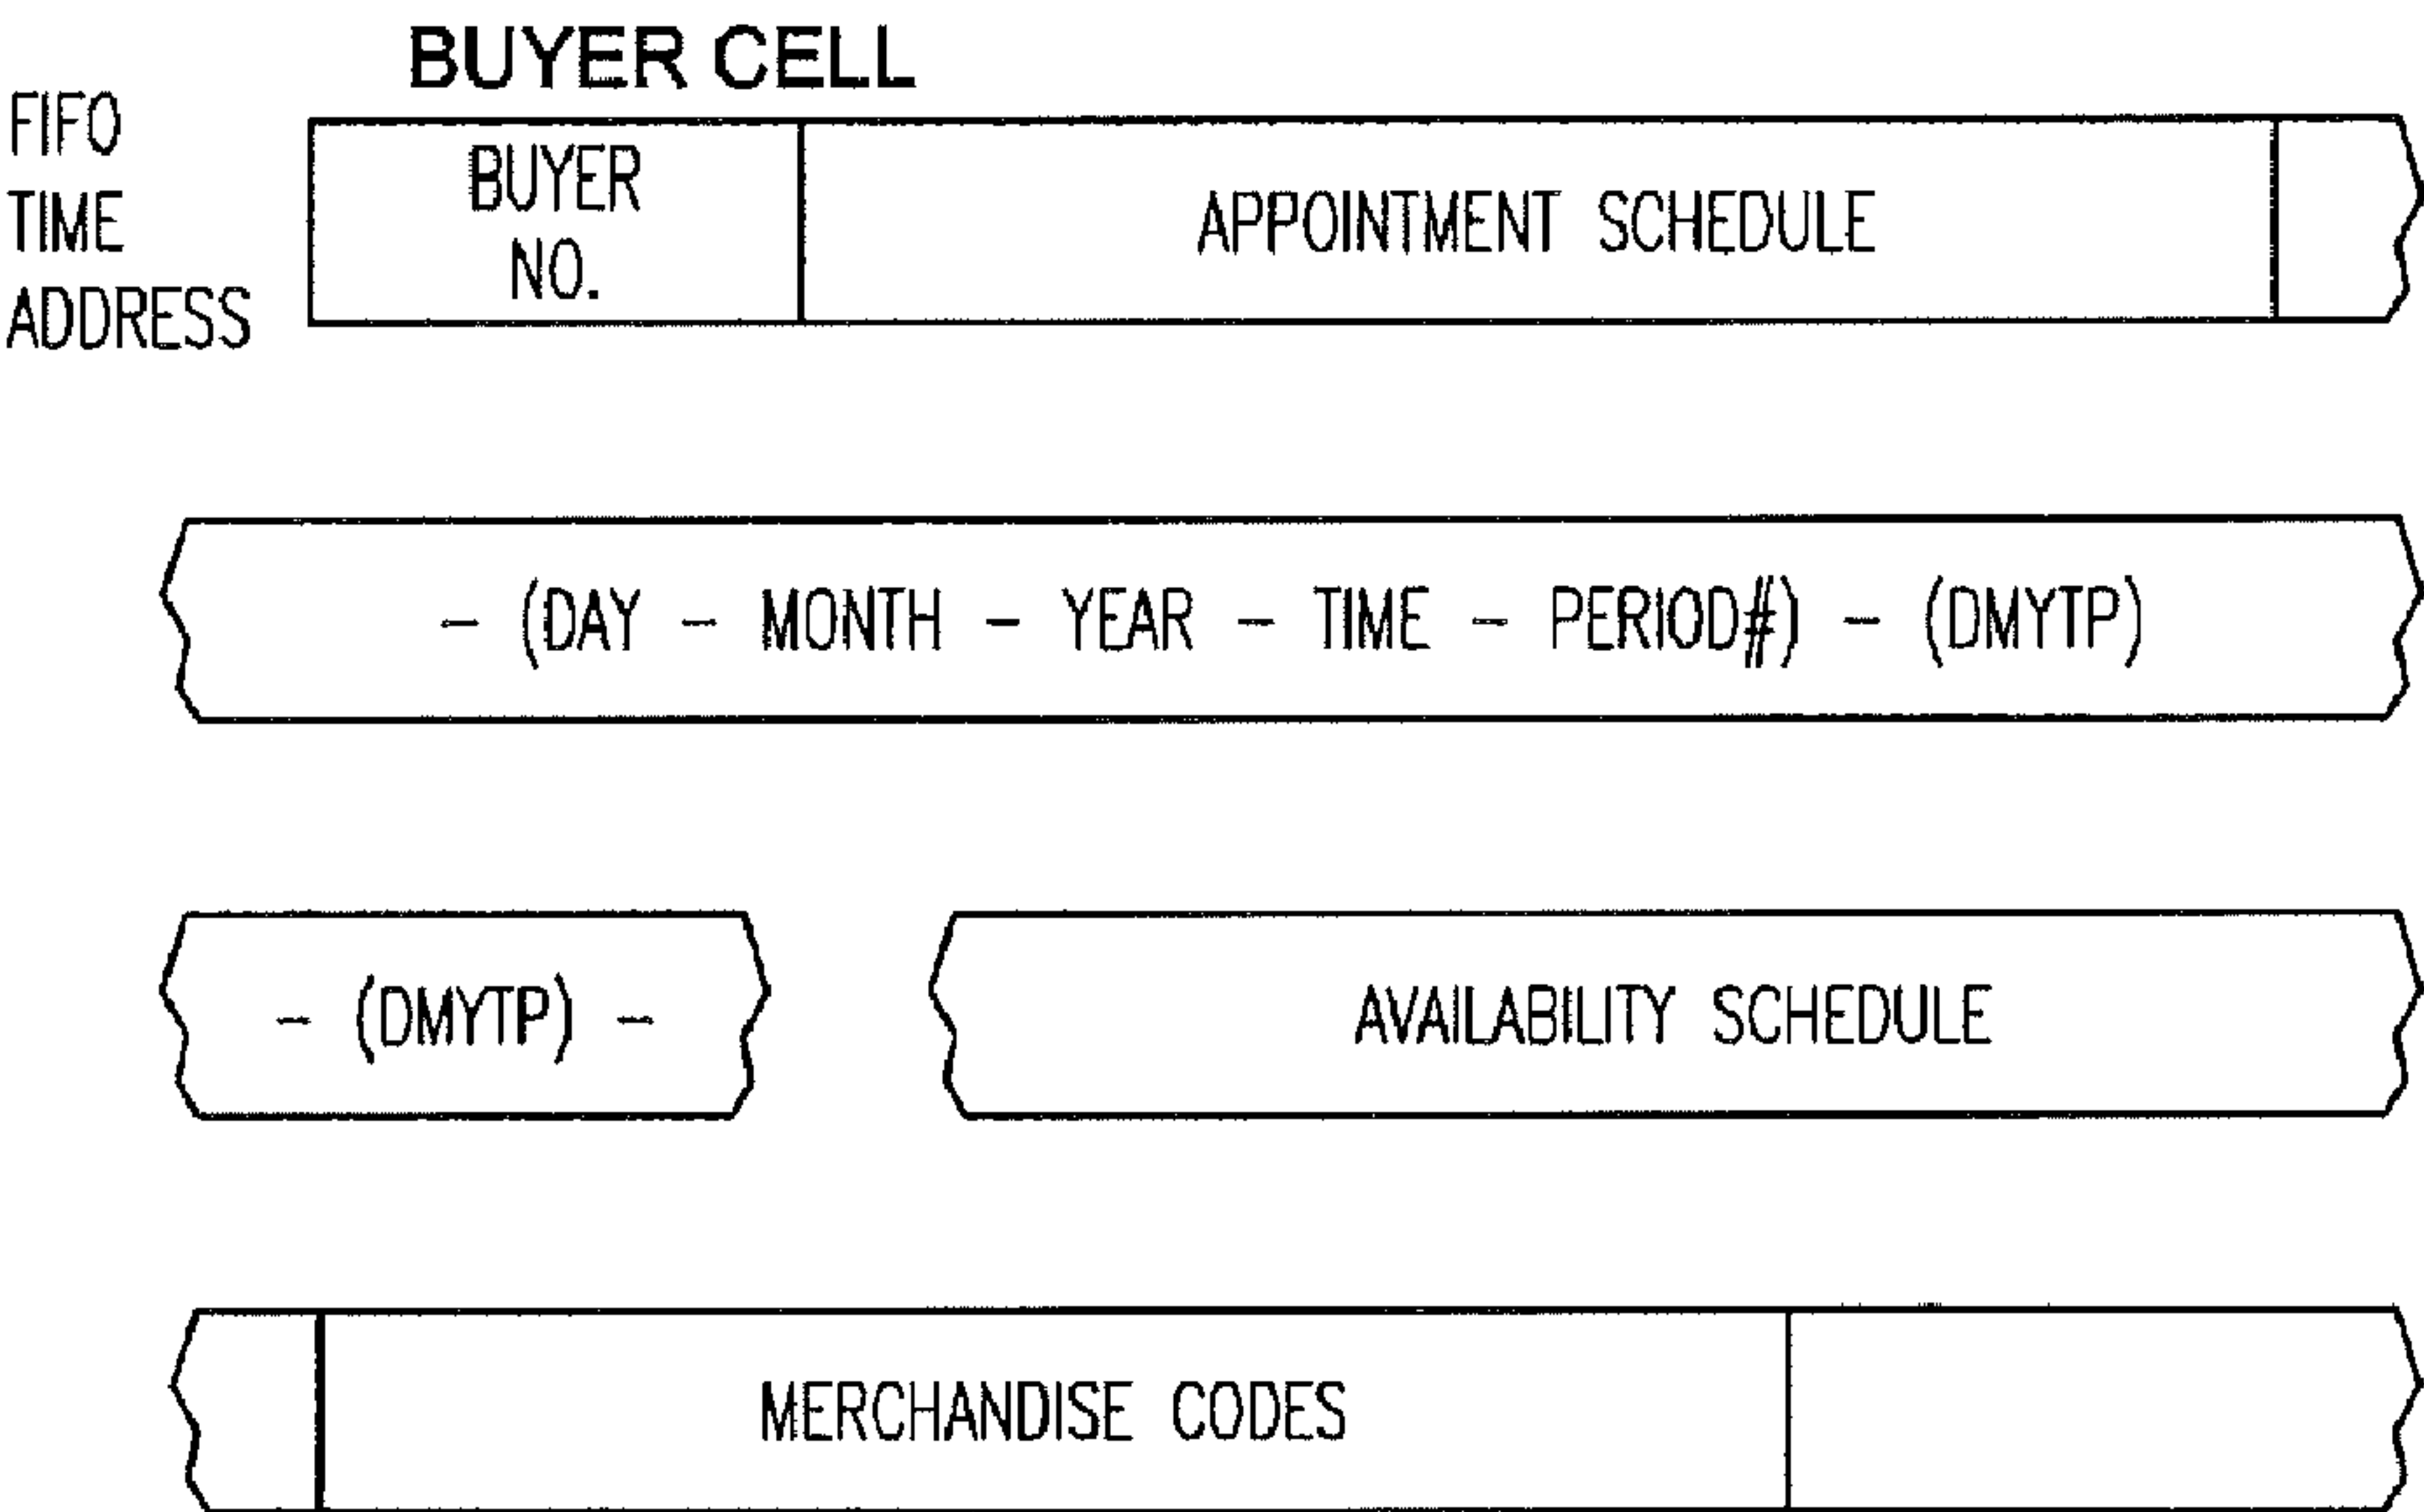 BUYER CELL
FIFO
TIME
ADDRESS
BUYER
NO.
APPOINTMENT SCHEDULE
- (DAY - MONTH - YEAR - TIME - PERIOD#) - (DMYTP)
- (DMYTP) -
AVAILABILITY SCHEDULE
MERCHANDISE CODES